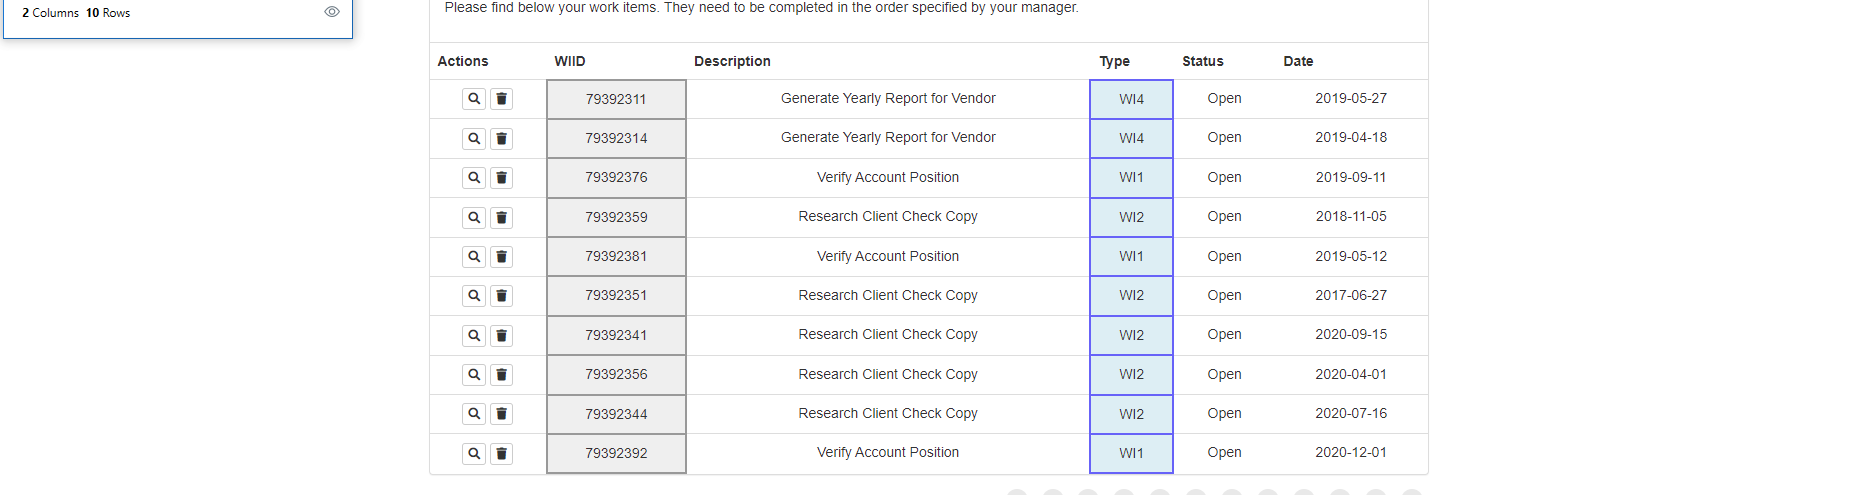 2 Columns 10 Rows
Please find below your work items. They need to be completed in the order specified by your manager.
Actions WIID Description Type Status Date
79392311 Generate Yearly Report for Vendor WI4 Open 2019-05-27
79392314 Generate Yearly Report for Vendor WI4 Open 2019-04-18
79392376 Verify Account Position WI1 Open 2019-09-11
79392359 Research Client Check Copy WI2 Open 2018-11-05
79392381 Verify Account Position WI1 Open 2019-05-12
79392351 Research Client Check Copy WI2 Open 2017-06-27
79392341 Research Client Check Copy WI2 Open 2020-09-15
79392356 Research Client Check Copy WI2 Open 2020-04-01
79392344 Research Client Check Copy WI2 Open 2020-07-16
79392392 Verify Account Position WI1 Open 2020-12-01